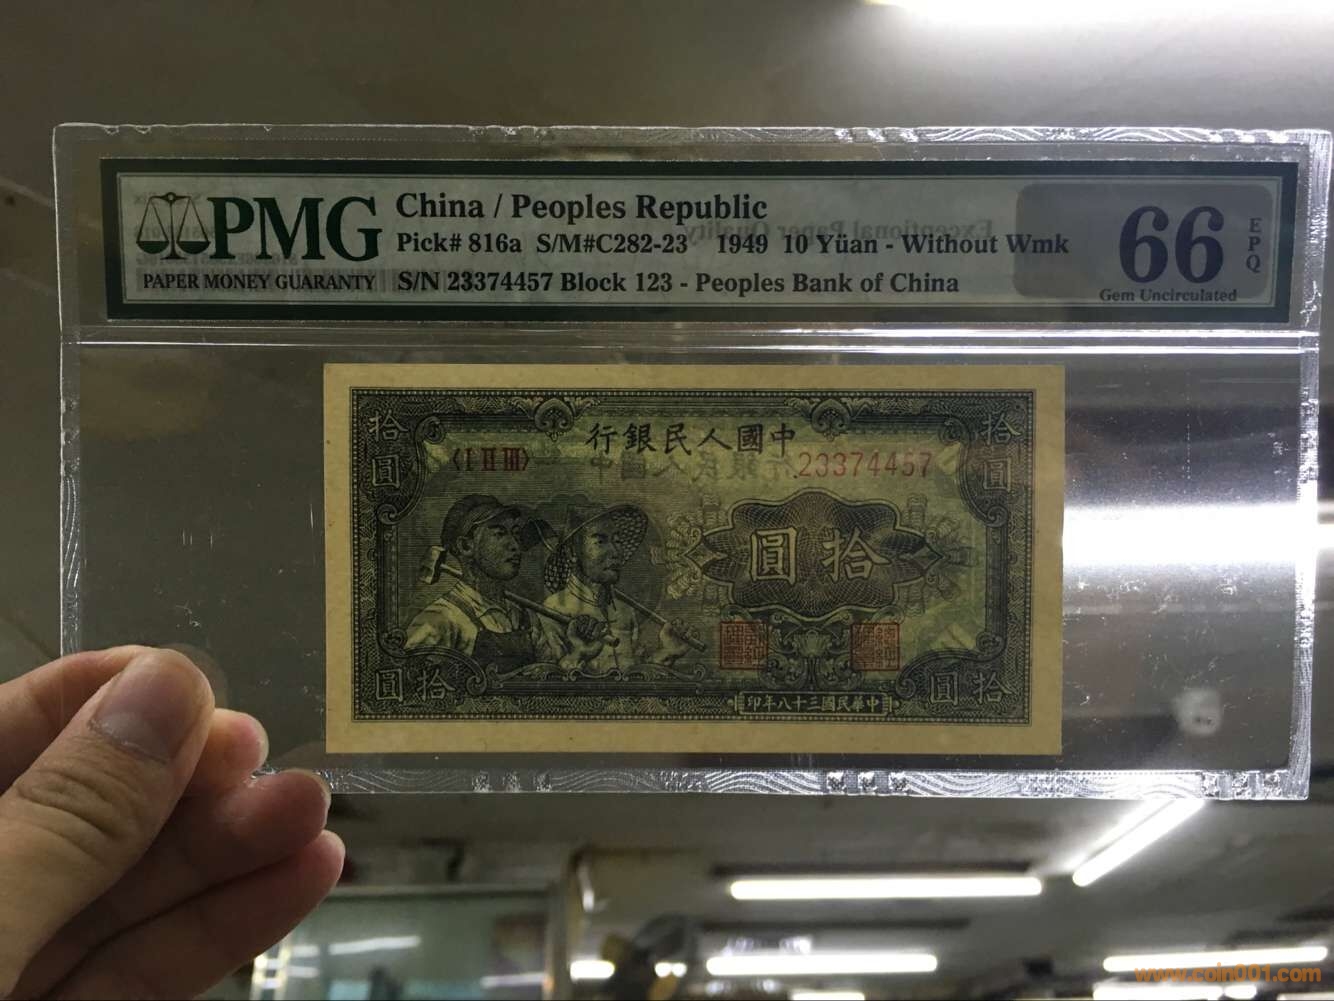 PMG
PAPER MONEY GUARANTY
China / Peoples Republic
Pick# 816a S/M#C282-23 1949 10 Yüan - Without Wmk
S/N 23374457 Block 123 - Peoples Bank of China
66
EPQ
Gem Uncirculated
行銀民人國中
〈I II III〉
23374457
拾圓
拾圓
圓拾
圓拾
圓拾
印年八十三國民華中
www.coin001.com